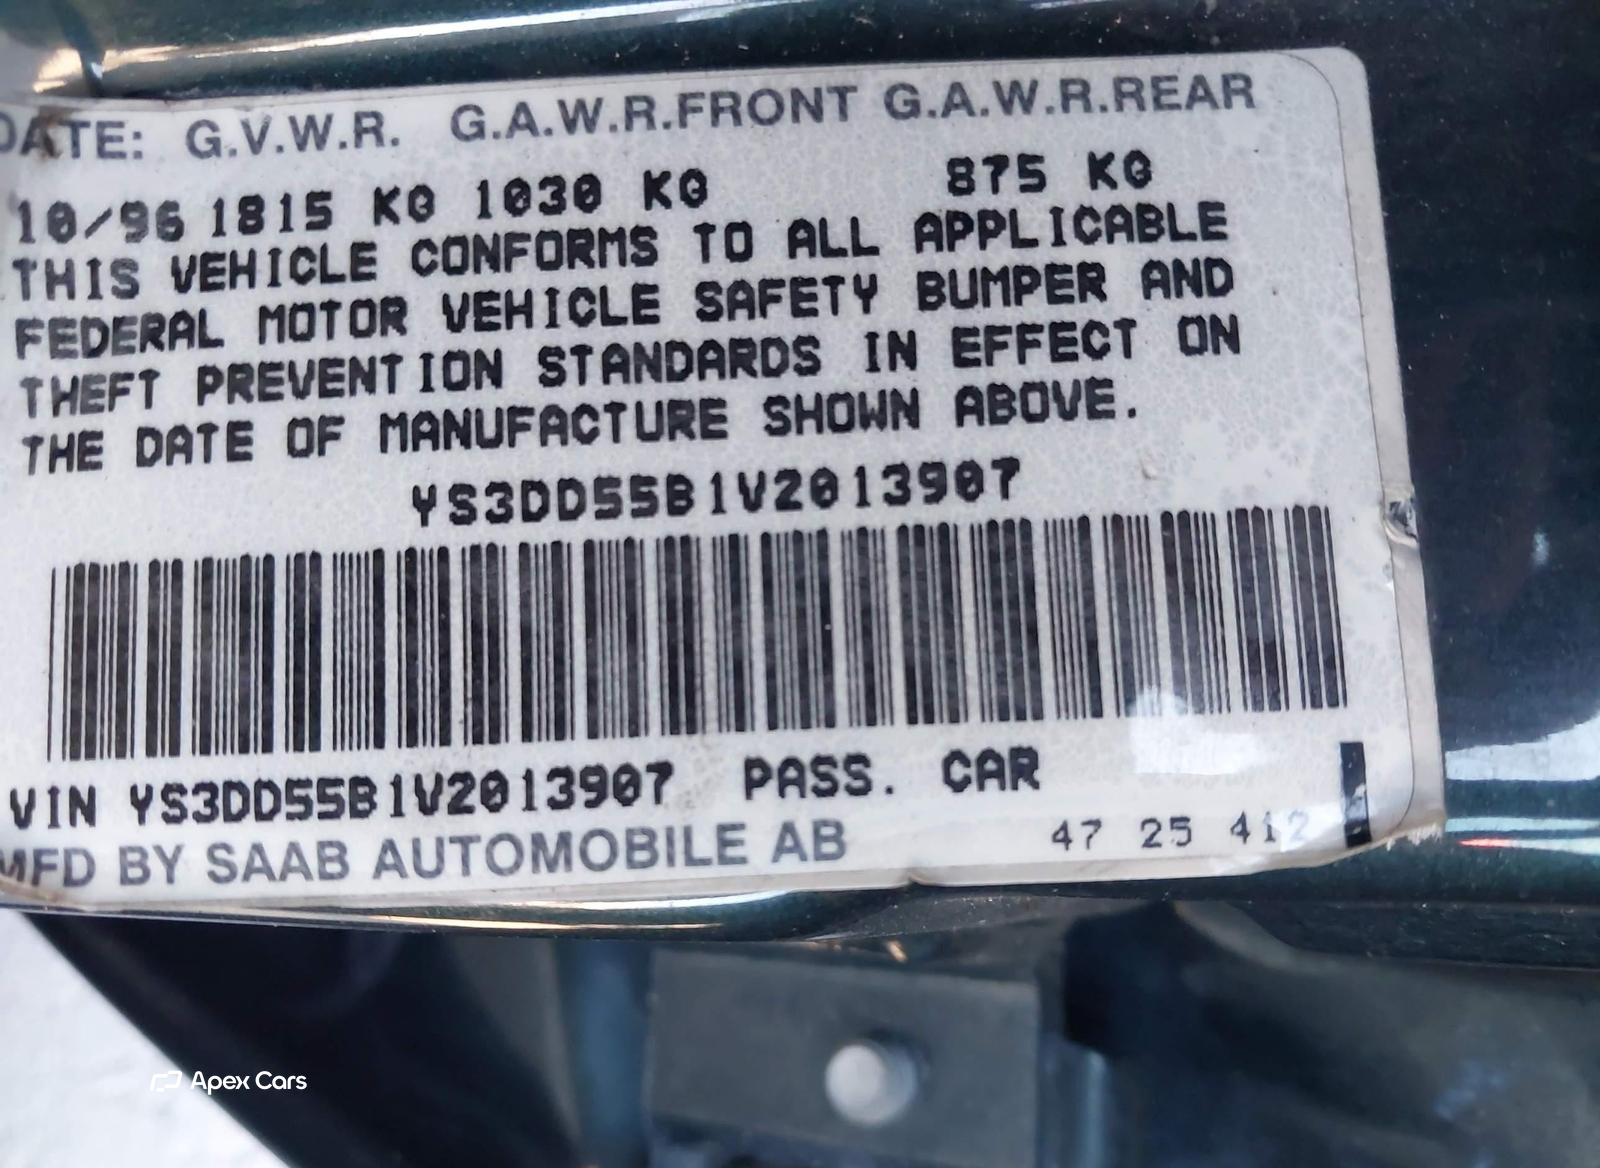 DATE: G.V.W.R. G.A.W.R.FRONT G.A.W.R.REAR
10/96 1815 KG 1030 KG 875 KG
THIS VEHICLE CONFORMS TO ALL APPLICABLE
FEDERAL MOTOR VEHICLE SAFETY BUMPER AND
THEFT PREVENTION STANDARDS IN EFFECT ON
THE DATE OF MANUFACTURE SHOWN ABOVE.
YS3DD55B1V2013907
VIN YS3DD55B1V2013907 PASS. CAR
MFD BY SAAB AUTOMOBILE AB
47 25 412
Apex Cars